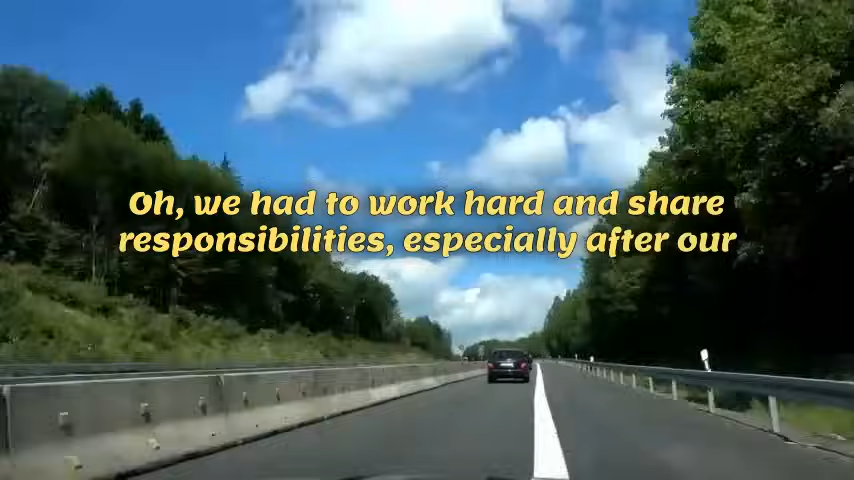 Oh, we had to work hard and share
responsibilities, especially after our